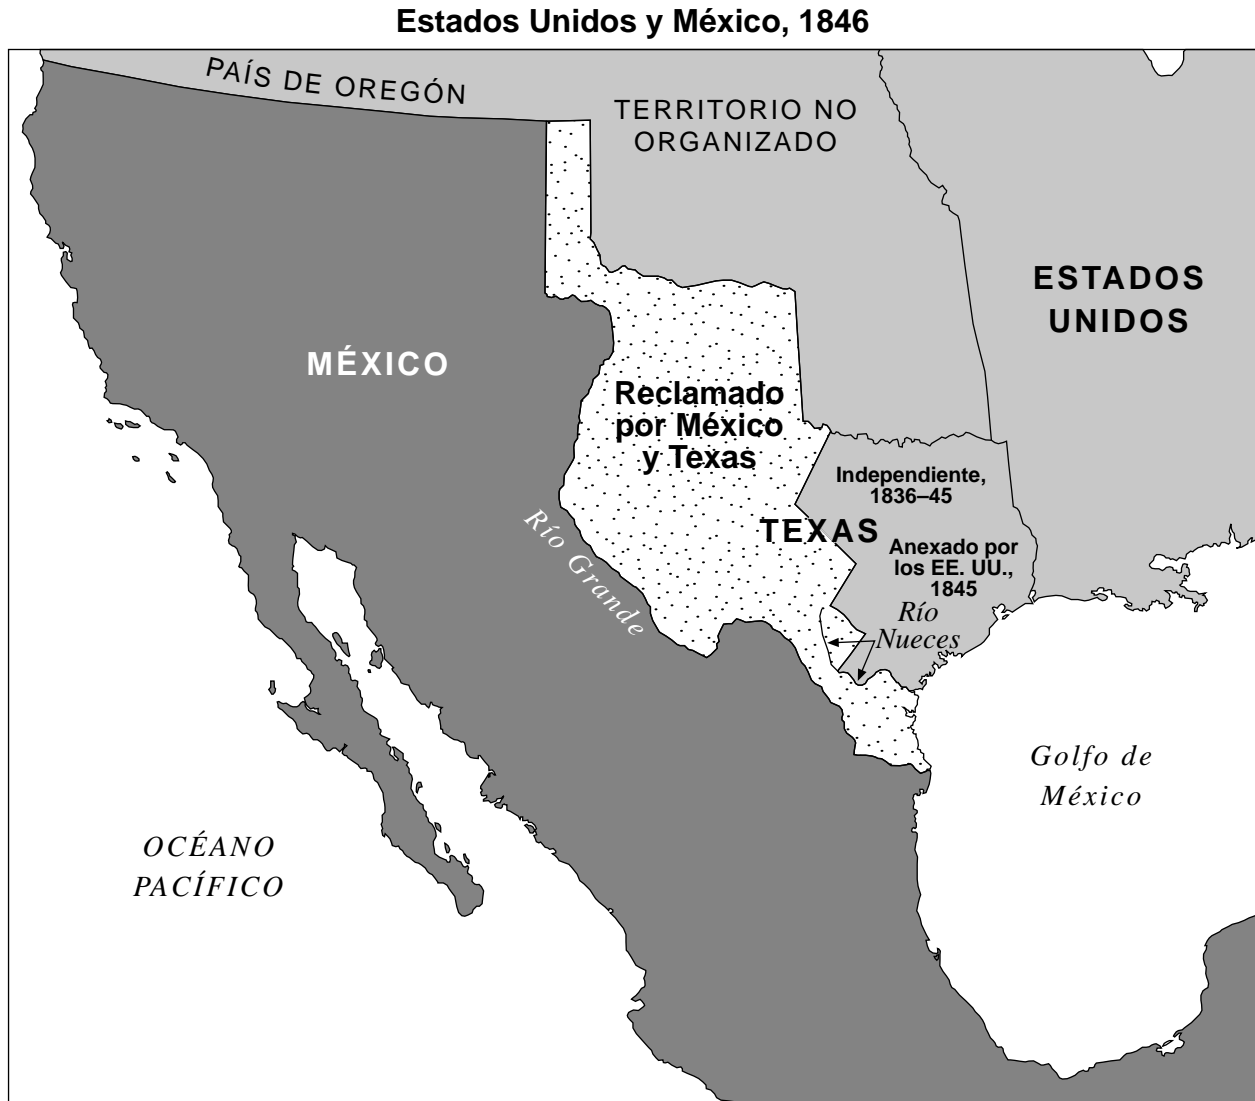 Estados Unidos y México, 1846
PAÍS DE OREGÓN
TERRITORIO NO
ORGANIZADO
ESTADOS
UNIDOS
MÉXICO
Reclamado
por México
y Texas
Independiente,
1836–45
TEXAS
Anexado por
los EE. UU.,
1845
Río Grande
Río
Nueces
Golfo de
México
OCÉANO
PACÍFICO